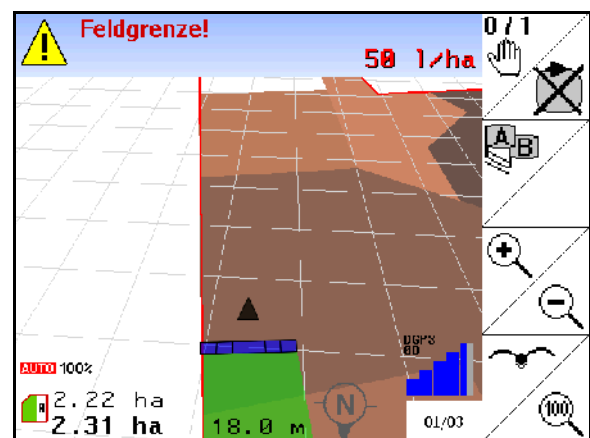 Feldgrenze!
50 l/ha
0/1
A
B
DGPS
GD
AUTO 100%
2.22 ha
2.31 ha
18.0 m
N
01/03
100